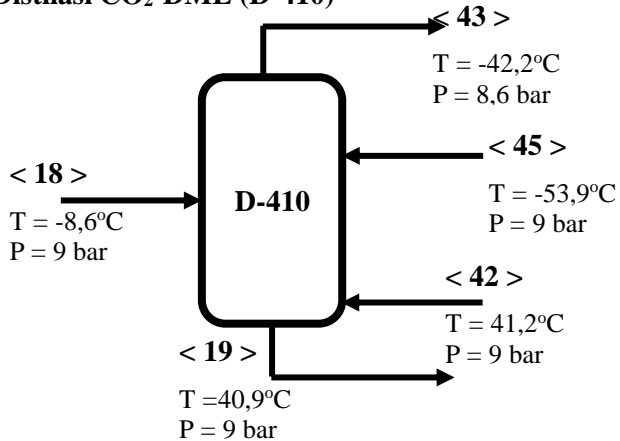 Distilasi CO₂-DME (D-410)
< 43 >
T = -42,2°C
P = 8,6 bar
< 45 >
T = -53,9°C
P = 9 bar
< 18 >
T = -8,6°C
P = 9 bar
D-410
< 42 >
T = 41,2°C
P = 9 bar
< 19 >
T =40,9°C
P = 9 bar